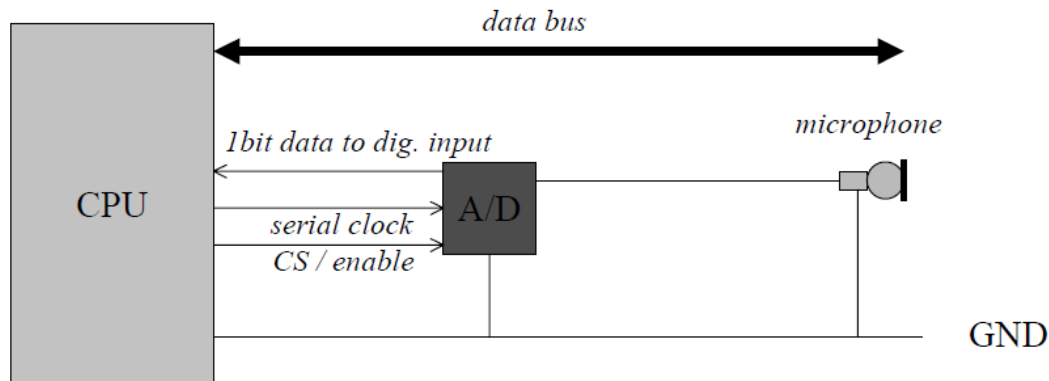 data bus
microphone
1bit data to dig. input
CPU
A/D
serial clock
CS / enable
GND